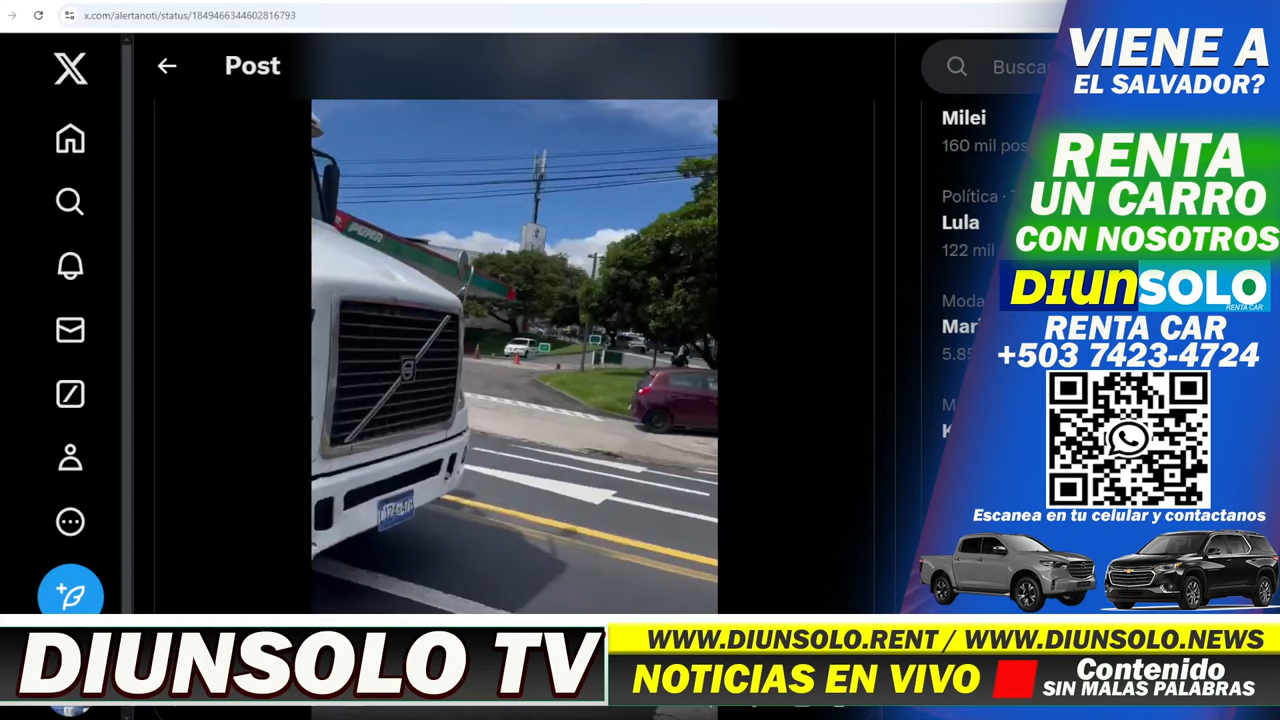 x.com/alertanoti/status/1849466344602816793
Post
Busca
Milei
160 mil pos
Política ·
Lula
122 mil
Moda
Mari
5.85
PUMA
VIENE A
EL SALVADOR?
RENTA
UN CARRO
CON NOSOTROS
DIUNSOLO
RENTA CAR
RENTA CAR
+503 7423-4724
Escanea en tu celular y contactanos
DIUNSOLO TV
WWW.DIUNSOLO.RENT / WWW.DIUNSOLO.NEWS
NOTICIAS EN VIVO
Contenido
SIN MALAS PALABRAS